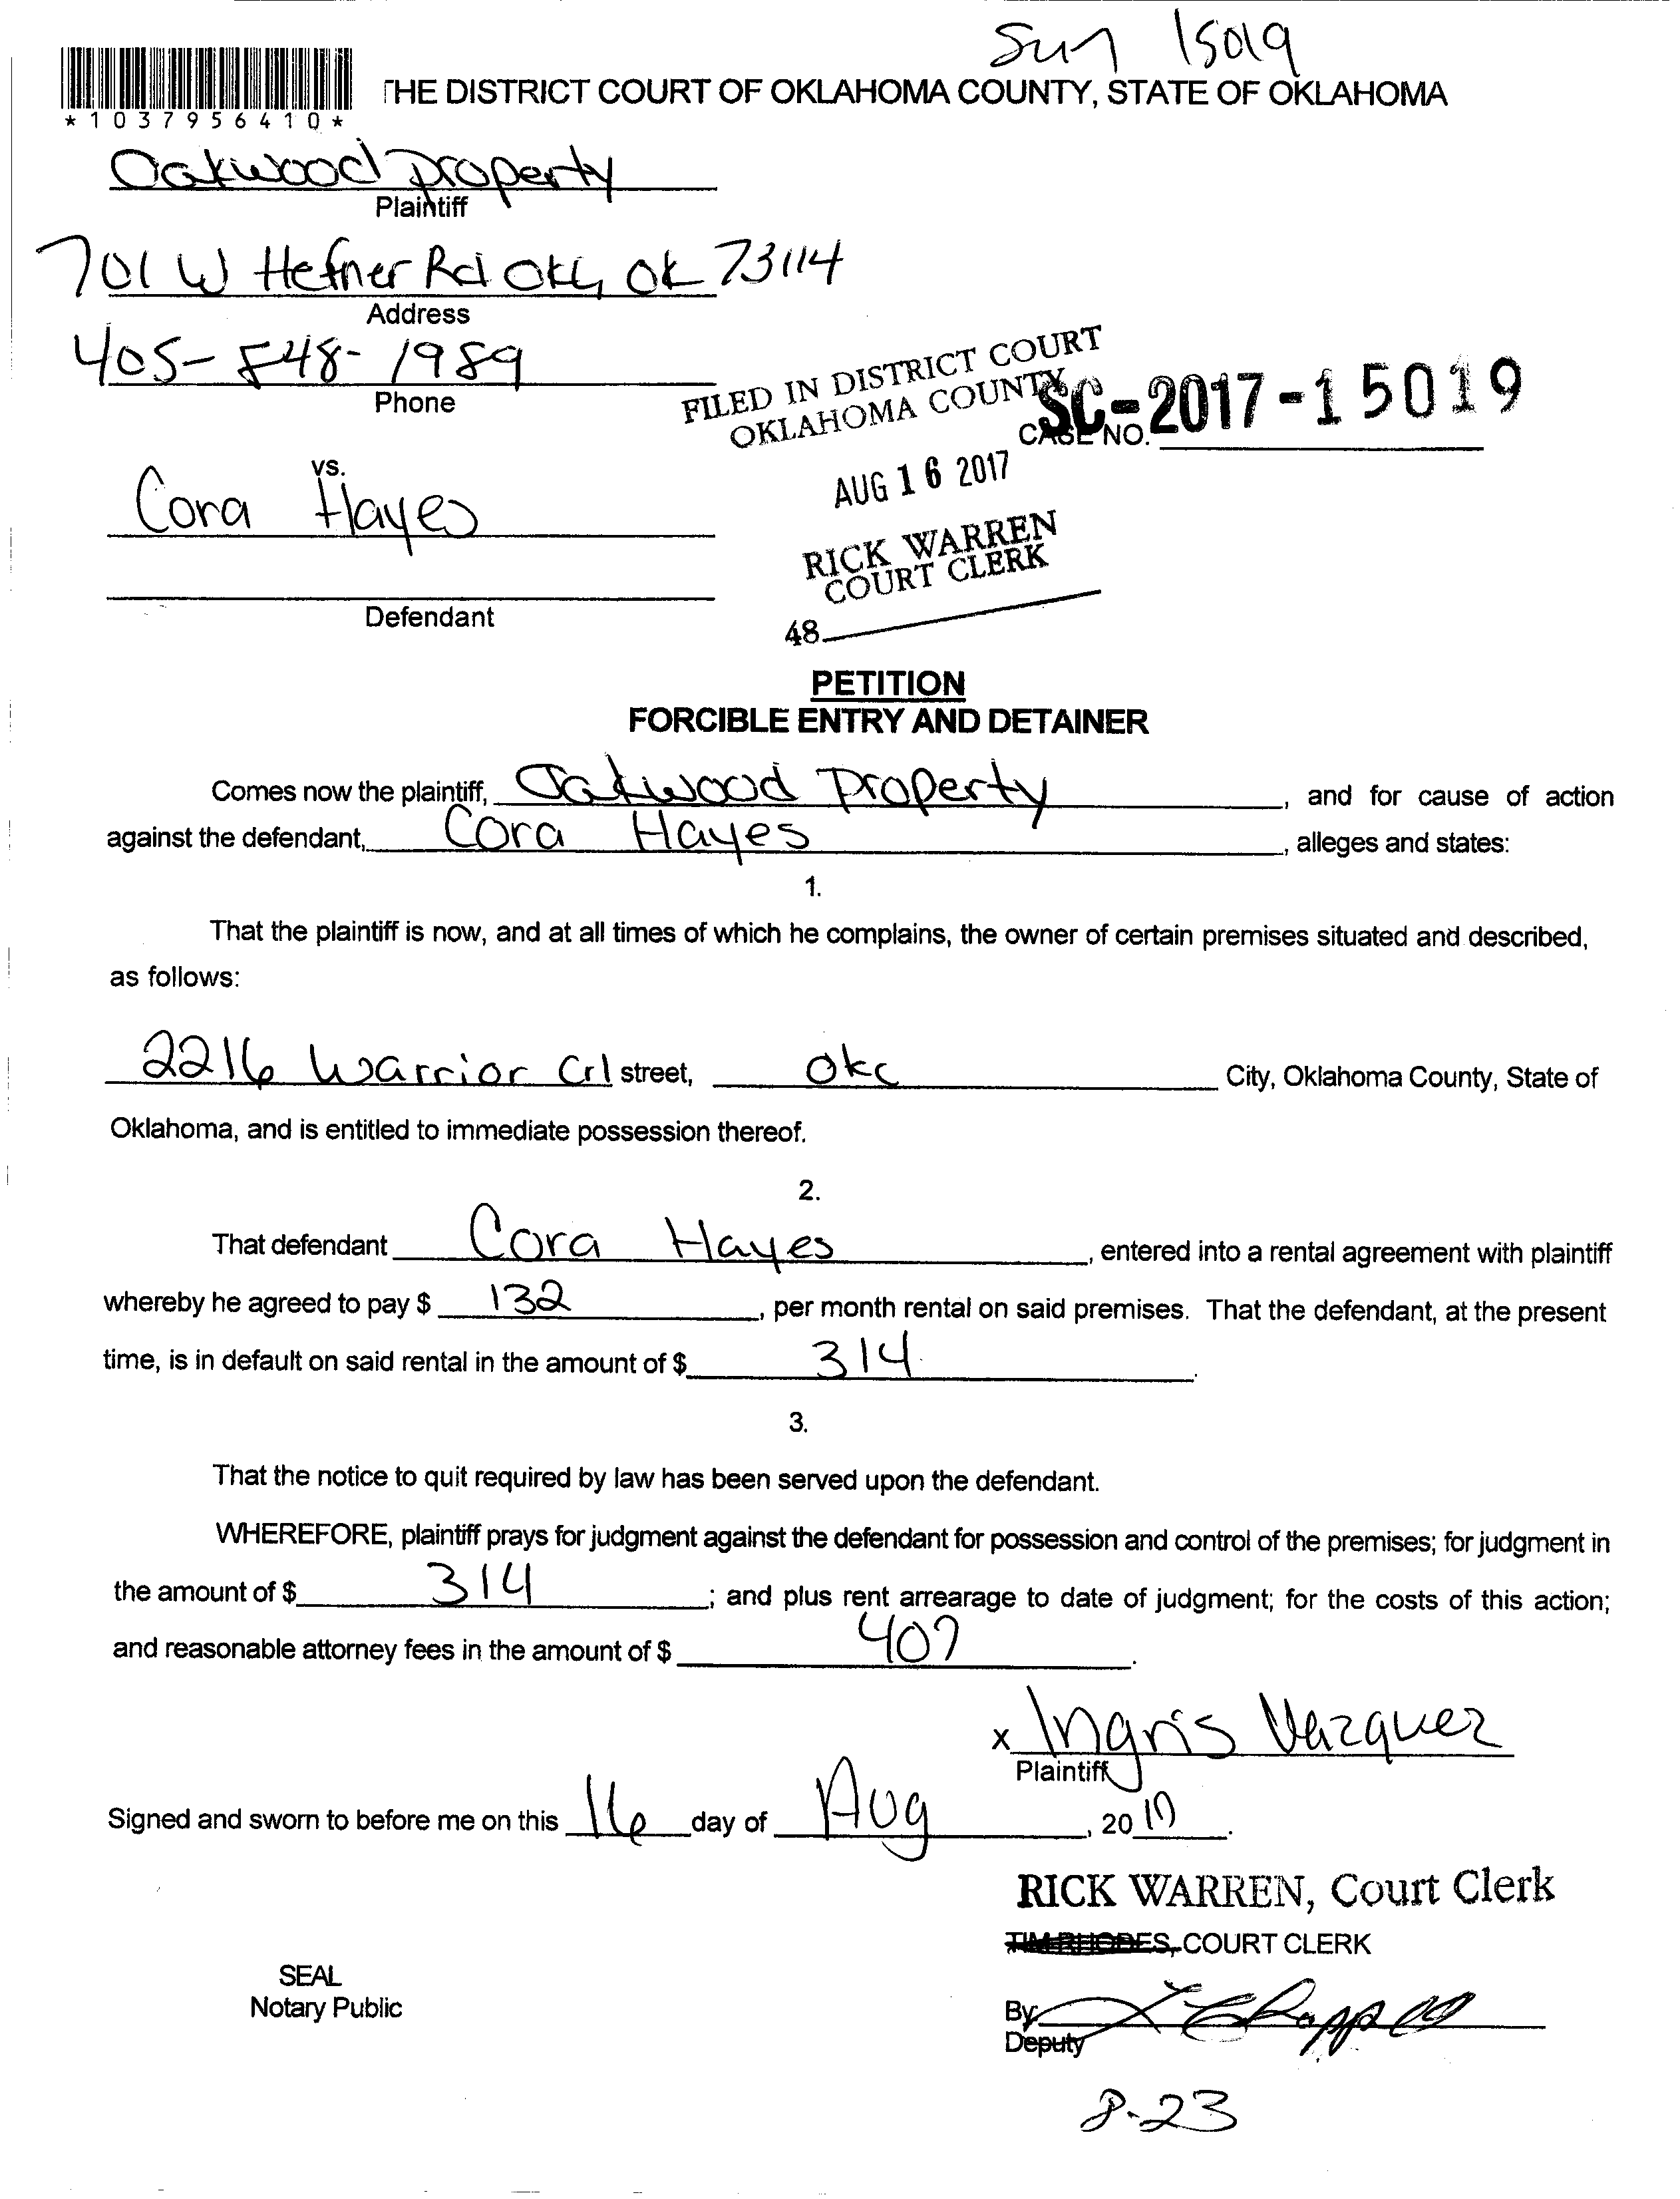 Sum 15019
*1037956410*
THE DISTRICT COURT OF OKLAHOMA COUNTY, STATE OF OKLAHOMA
Oakwood Property
Plaintiff
701 W Hefner Rd OKC, OK 73114
Address
405-848-1989
Phone
FILED IN DISTRICT COURT
OKLAHOMA COUNTY
CASE NO. SC-2017-15019
AUG 16 2017
vs.
Cora Hayes
RICK WARREN
COURT CLERK
Defendant
48
PETITION
FORCIBLE ENTRY AND DETAINER
Comes now the plaintiff, Oakwood Property, and for cause of action
against the defendant, Cora Hayes, alleges and states:
1.
That the plaintiff is now, and at all times of which he complains, the owner of certain premises situated and described,
as follows:
2216 Warrior Crl street, Okc City, Oklahoma County, State of
Oklahoma, and is entitled to immediate possession thereof.
2.
That defendant Cora Hayes, entered into a rental agreement with plaintiff
whereby he agreed to pay $ 132, per month rental on said premises. That the defendant, at the present
time, is in default on said rental in the amount of $ 314.
3.
That the notice to quit required by law has been served upon the defendant.
WHEREFORE, plaintiff prays for judgment against the defendant for possession and control of the premises; for judgment in
the amount of $ 314; and plus rent arrearage to date of judgment; for the costs of this action;
and reasonable attorney fees in the amount of $ 407.
x Ingris Vazquez
Plaintiff
Signed and sworn to before me on this 16 day of Aug, 2017.
RICK WARREN, Court Clerk
TIM RHODES, COURT CLERK
SEAL
Notary Public
By
Deputy
8-23